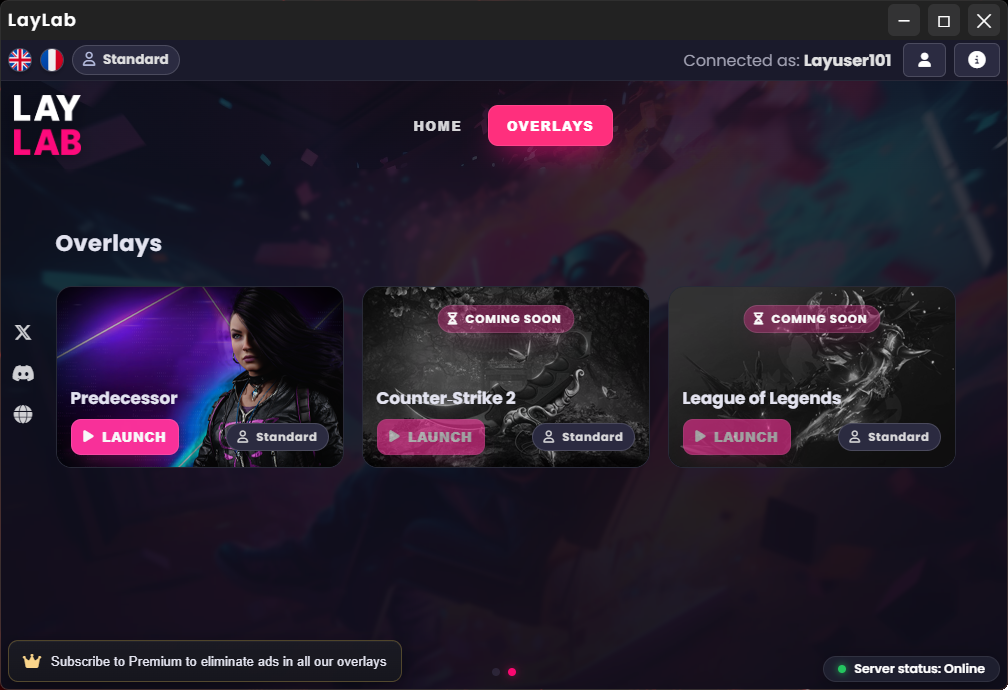 LayLab
Standard
Connected as: Layuser101
LAY
LAB
HOME
OVERLAYS
Overlays
COMING SOON
COMING SOON
Predecessor
Counter-Strike 2
League of Legends
LAUNCH
Standard
LAUNCH
Standard
LAUNCH
Standard
Subscribe to Premium to eliminate ads in all our overlays
Server status: Online